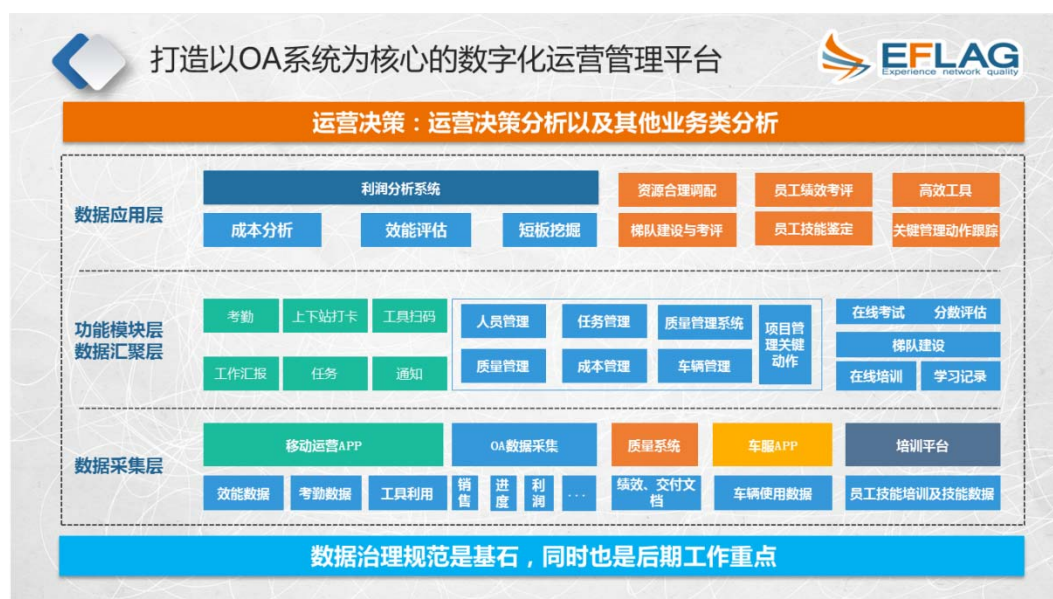 打造以OA系统为核心的数字化运营管理平台
EFLAG
Experience network quality
运营决策：运营决策分析以及其他业务类分析
数据应用层
利润分析系统
成本分析
效能评估
短板挖掘
资源合理调配
员工绩效考评
高效工具
梯队建设与考评
员工技能鉴定
关键管理动作跟踪
功能模块层
数据汇聚层
考勤
上下站打卡
工具扫码
工作汇报
任务
通知
人员管理
任务管理
质量管理系统
质量管理
成本管理
车辆管理
项目管
理关键
动作
在线考试
分数评估
梯队建设
在线培训
学习记录
数据采集层
移动运营APP
OA数据采集
质量系统
车服APP
培训平台
效能数据
考勤数据
工具利用
销
售
进
度
利
润
...
绩效、交付文
档
车辆使用数据
员工技能培训及技能数据
数据治理规范是基石，同时也是后期工作重点